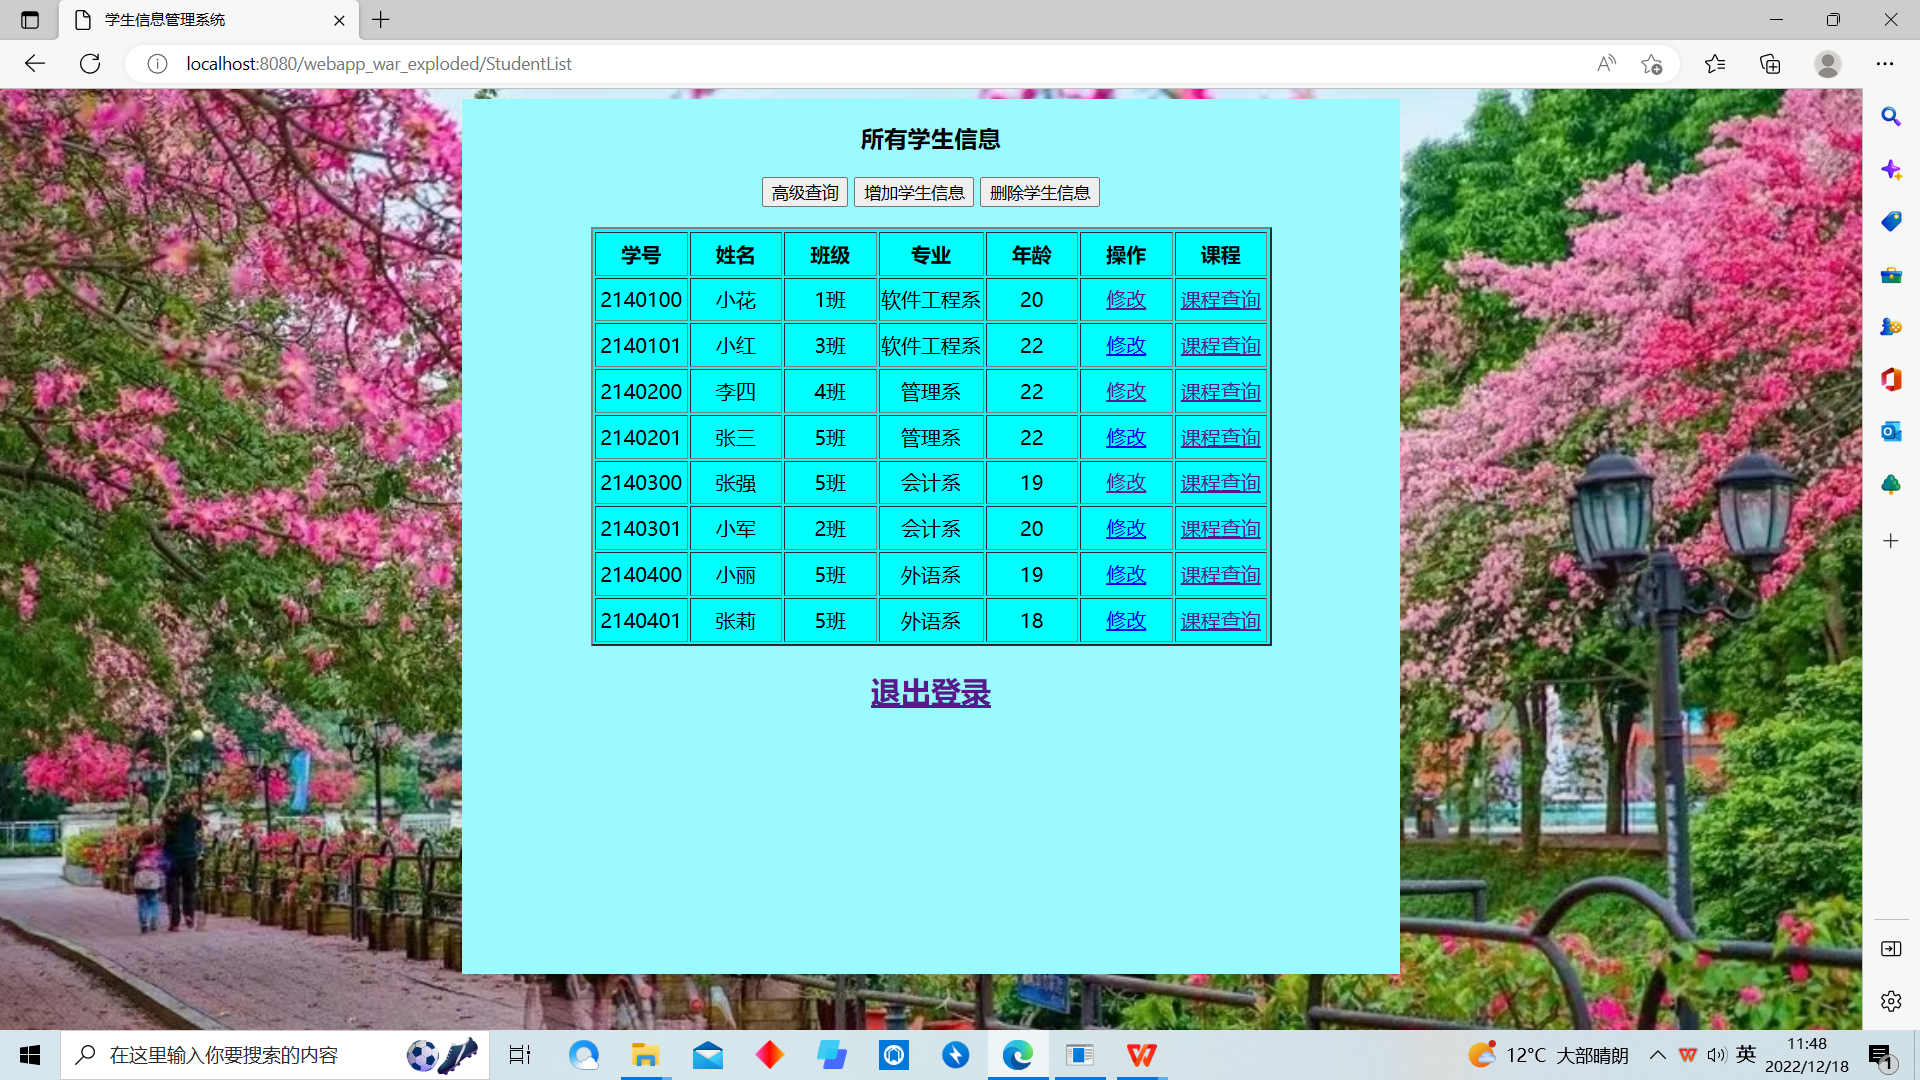 学生信息管理系统
localhost:8080/webapp_war_exploded/StudentList
所有学生信息
高级查询 增加学生信息 删除学生信息
学号 姓名 班级 专业 年龄 操作 课程
2140100 小花 1班 软件工程系 20 修改 课程查询
2140101 小红 3班 软件工程系 22 修改 课程查询
2140200 李四 4班 管理系 22 修改 课程查询
2140201 张三 5班 管理系 22 修改 课程查询
2140300 张强 5班 会计系 19 修改 课程查询
2140301 小军 2班 会计系 20 修改 课程查询
2140400 小丽 5班 外语系 19 修改 课程查询
2140401 张莉 5班 外语系 18 修改 课程查询
退出登录
在这里输入你要搜索的内容
12°C 大部晴朗
英
11:48
2022/12/18
1